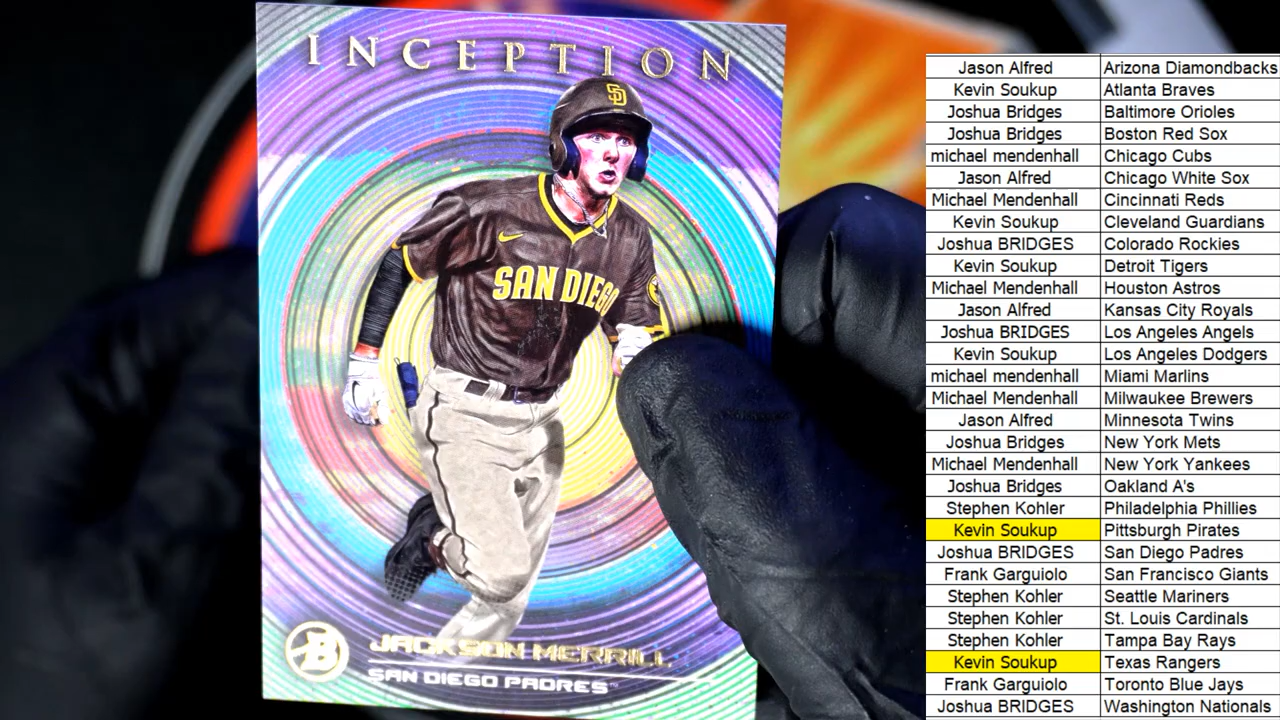 INCEPTION
SD
SAN DIEGO
B
JACKSON MERRILL
SAN DIEGO PADRES™
Jason Alfred Arizona Diamondbacks
Kevin Soukup Atlanta Braves
Joshua Bridges Baltimore Orioles
Joshua Bridges Boston Red Sox
michael mendenhall Chicago Cubs
Jason Alfred Chicago White Sox
Michael Mendenhall Cincinnati Reds
Kevin Soukup Cleveland Guardians
Joshua BRIDGES Colorado Rockies
Kevin Soukup Detroit Tigers
Michael Mendenhall Houston Astros
Jason Alfred Kansas City Royals
Joshua BRIDGES Los Angeles Angels
Kevin Soukup Los Angeles Dodgers
michael mendenhall Miami Marlins
Michael Mendenhall Milwaukee Brewers
Jason Alfred Minnesota Twins
Joshua Bridges New York Mets
Michael Mendenhall New York Yankees
Joshua Bridges Oakland A's
Stephen Kohler Philadelphia Phillies
Kevin Soukup Pittsburgh Pirates
Joshua BRIDGES San Diego Padres
Frank Garguiolo San Francisco Giants
Stephen Kohler Seattle Mariners
Stephen Kohler St. Louis Cardinals
Stephen Kohler Tampa Bay Rays
Kevin Soukup Texas Rangers
Frank Garguiolo Toronto Blue Jays
Joshua BRIDGES Washington Nationals